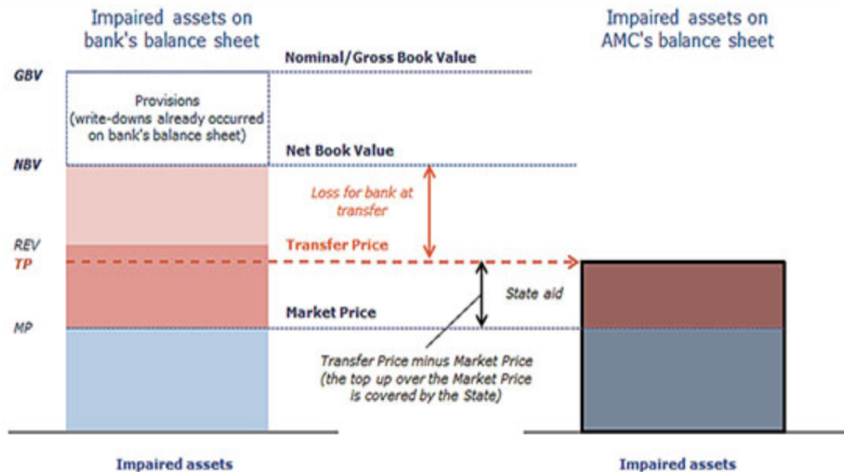 Impaired assets on
bank's balance sheet
Impaired assets on
AMC's balance sheet
GBV
Nominal/Gross Book Value
Provisions
(write-downs already occurred
on bank's balance sheet)
NBV
Net Book Value
Loss for bank at
transfer
REV
Transfer Price
TP
State aid
Market Price
MP
Transfer Price minus Market Price
(the top up over the Market Price
is covered by the State)
Impaired assets
Impaired assets